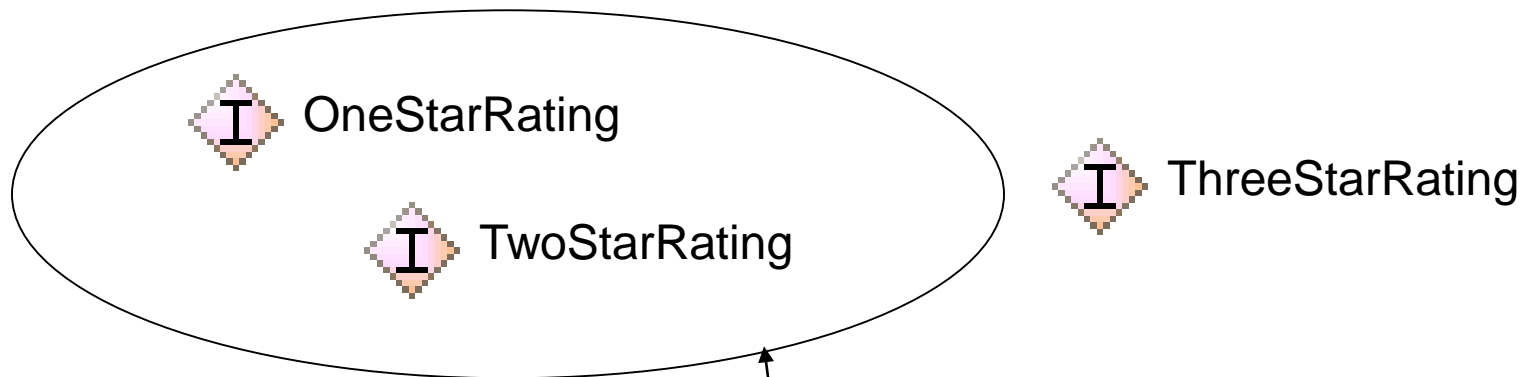 I OneStarRating
I ThreeStarRating
I TwoStarRating